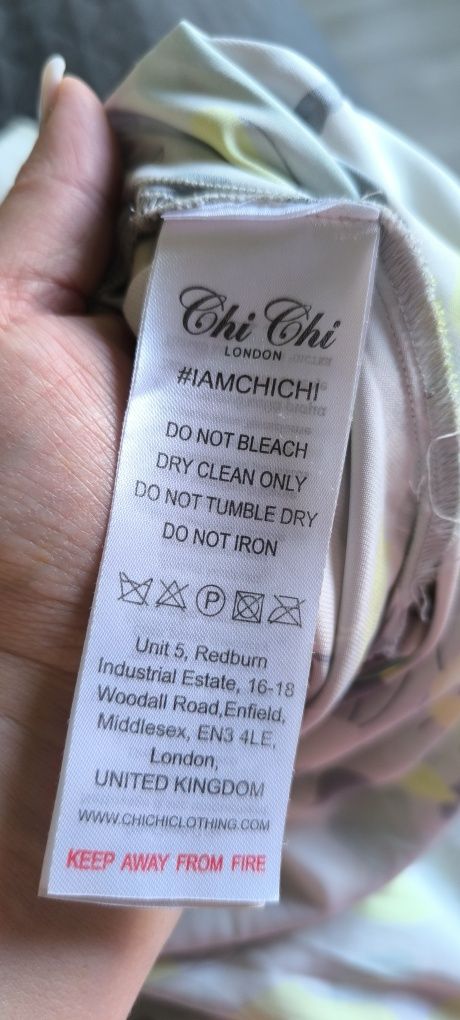 Chi Chi
LONDON
#IAMCHICHI
DO NOT BLEACH
DRY CLEAN ONLY
DO NOT TUMBLE DRY
DO NOT IRON
P
Unit 5, Redburn
Industrial Estate, 16-18
Woodall Road,Enfield,
Middlesex, EN3 4LE,
London,
UNITED KINGDOM
WWW.CHICHICLOTHING.COM
KEEP AWAY FROM FIRE